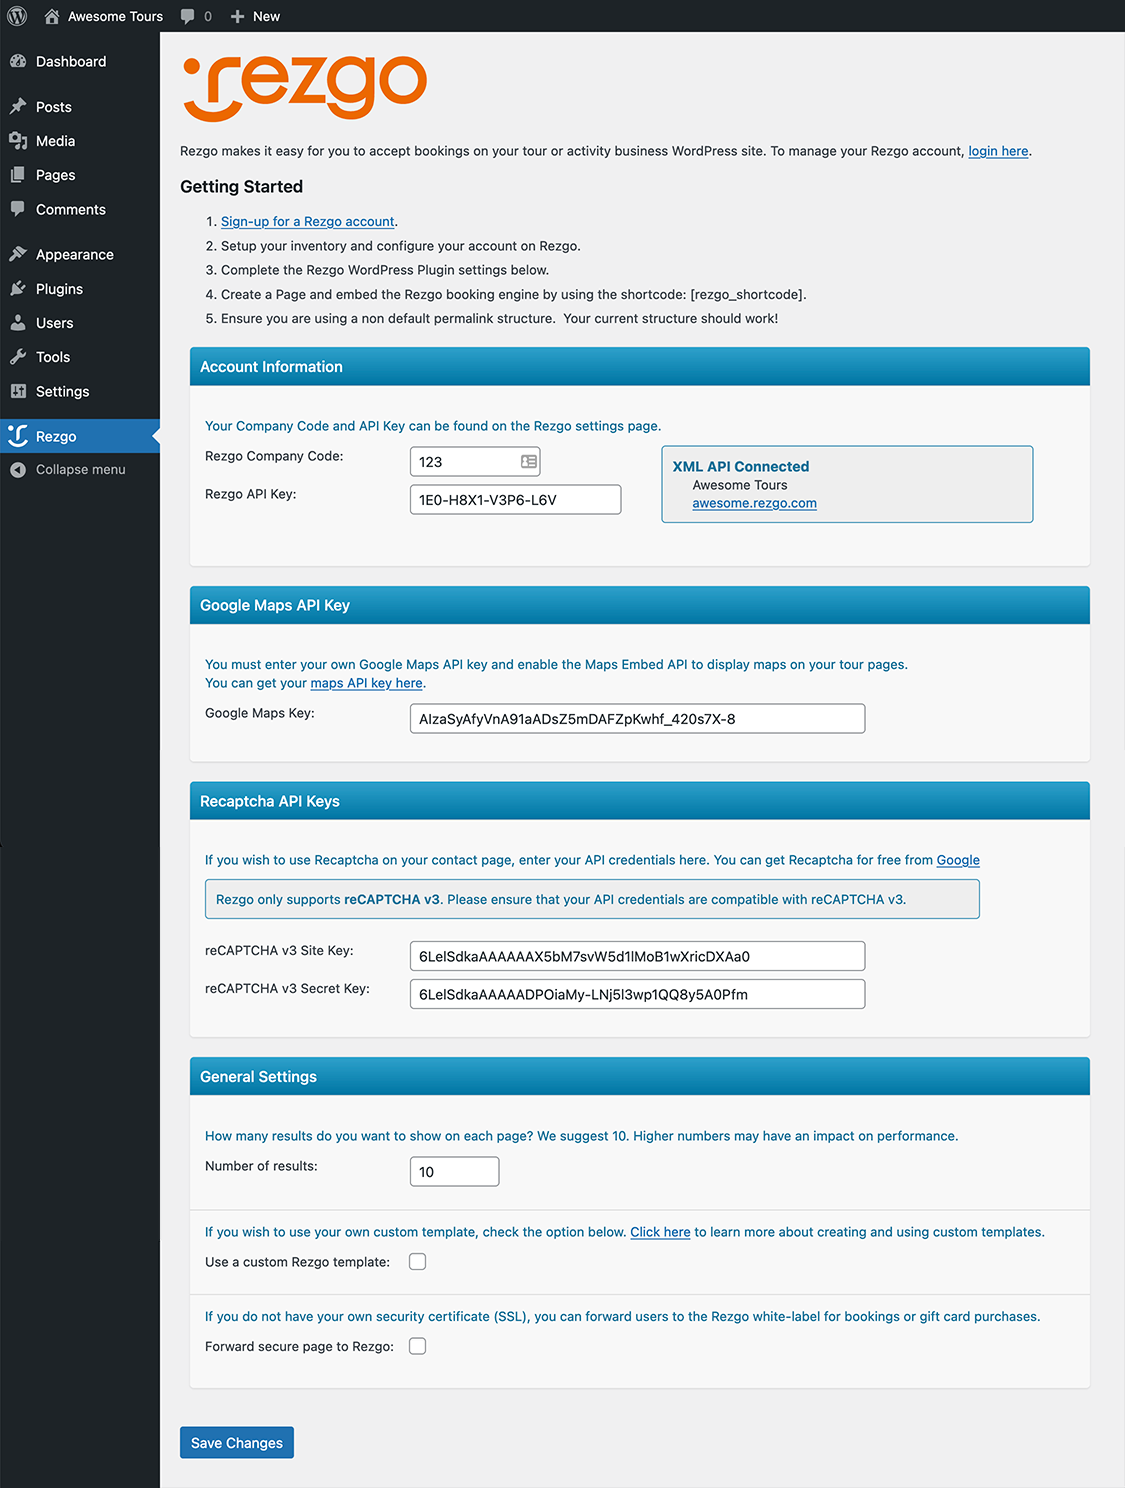 Awesome Tours
0
New
Dashboard
Posts
Media
Pages
Comments
Appearance
Plugins
Users
Tools
Settings
Rezgo
Collapse menu
rezgo
Rezgo makes it easy for you to accept bookings on your tour or activity business WordPress site. To manage your Rezgo account, login here.
Getting Started
1. Sign-up for a Rezgo account.
2. Setup your inventory and configure your account on Rezgo.
3. Complete the Rezgo WordPress Plugin settings below.
4. Create a Page and embed the Rezgo booking engine by using the shortcode: [rezgo_shortcode].
5. Ensure you are using a non default permalink structure. Your current structure should work!
Account Information
Your Company Code and API Key can be found on the Rezgo settings page.
Rezgo Company Code:
123
Rezgo API Key:
1E0-H8X1-V3P6-L6V
XML API Connected
Awesome Tours
awesome.rezgo.com
Google Maps API Key
You must enter your own Google Maps API key and enable the Maps Embed API to display maps on your tour pages.
You can get your maps API key here.
Google Maps Key:
AIzaSyAfyVnA91aADsZ5mDAFZpKwhf_420s7X-8
Recaptcha API Keys
If you wish to use Recaptcha on your contact page, enter your API credentials here. You can get Recaptcha for free from Google
Rezgo only supports reCAPTCHA v3. Please ensure that your API credentials are compatible with reCAPTCHA v3.
reCAPTCHA v3 Site Key:
6LelSdkaAAAAAAX5bM7svW5d1lMoB1wXricDXAa0
reCAPTCHA v3 Secret Key:
6LelSdkaAAAAADPOiaMy-LNj5l3wp1QQ8y5A0Pfm
General Settings
How many results do you want to show on each page? We suggest 10. Higher numbers may have an impact on performance.
Number of results:
10
If you wish to use your own custom template, check the option below. Click here to learn more about creating and using custom templates.
Use a custom Rezgo template:
If you do not have your own security certificate (SSL), you can forward users to the Rezgo white-label for bookings or gift card purchases.
Forward secure page to Rezgo:
Save Changes